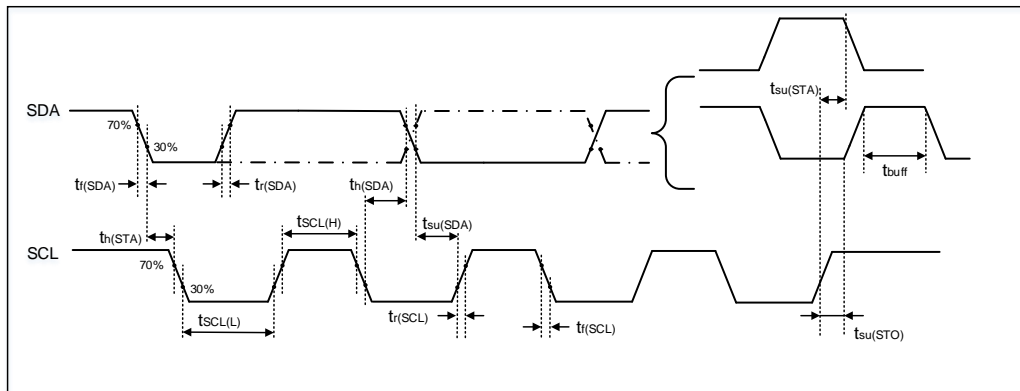 tsu(STA)
SDA
70%
30%
tbuff
tf(SDA)
tr(SDA)
th(SDA)
tSCL(H)
tsu(SDA)
th(STA)
SCL
70%
30%
tSCL(L)
tr(SCL)
tf(SCL)
tsu(STO)